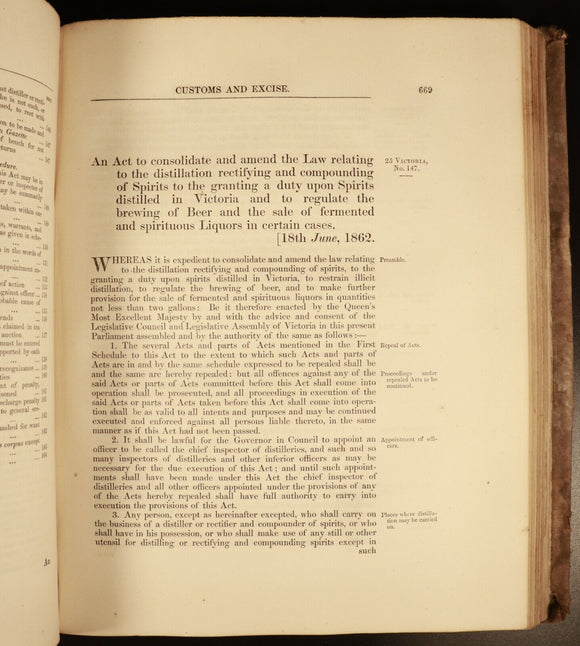 CUSTOMS AND EXCISE.
669
An Act to consolidate and amend the Law relating
to the distillation rectifying and compounding
of Spirits to the granting a duty upon Spirits
distilled in Victoria and to regulate the
brewing of Beer and the sale of fermented
and spirituous Liquors in certain cases.
[18th June, 1862.
25 VICTORIA,
No. 147.
WHEREAS it is expedient to consolidate and amend the law relating
to the distillation rectifying and compounding of spirits, to the
granting a duty upon spirits distilled in Victoria, to restrain illicit
distillation, to regulate the brewing of beer, and to make further
provision for the sale of fermented and spirituous liquors in quantities
not less than two gallons: Be it therefore enacted by the Queen's
Most Excellent Majesty by and with the advice and consent of the
Legislative Council and Legislative Assembly of Victoria in this present
Parliament assembled and by the authority of the same as follows:—
Preamble.
1. The several Acts and parts of Acts mentioned in the First
Schedule to this Act to the extent to which such Acts and parts of
Acts are in and by the same schedule expressed to be repealed shall be
and the same are hereby repealed: but all offences against any of the
said Acts or parts of Acts committed before this Act shall come into
operation shall be prosecuted, and all proceedings in execution of the
said Acts or parts of Acts taken before this Act shall come into opera-
tion shall be as valid to all intents and purposes and may be continued
executed and enforced against all persons liable thereto, in the same
manner as if this Act had not been passed.
Repeal of Acts.
Proceedings under
repealed Acts to be
continued.
2. It shall be lawful for the Governor in Council to appoint an
officer to be called the chief inspector of distilleries, and such and so
many inspectors of distilleries and other inferior officers as may be
necessary for the due execution of this Act; and until such appoint-
ments shall have been made under this Act the chief inspector of
distilleries and all other officers appointed under the provisions of any
of the Acts hereby repealed shall have full authority to carry into
execution the provisions of this Act.
Appointment of offi-
cers.
3. Any person, except as hereinafter excepted, who shall carry on
the business of a distiller or rectifier and compounder of spirits, or who
shall have in his possession, or who shall make use of any still or other
utensil for distilling or rectifying and compounding spirits except in
such
Places where distilla-
tion may be carried
on.